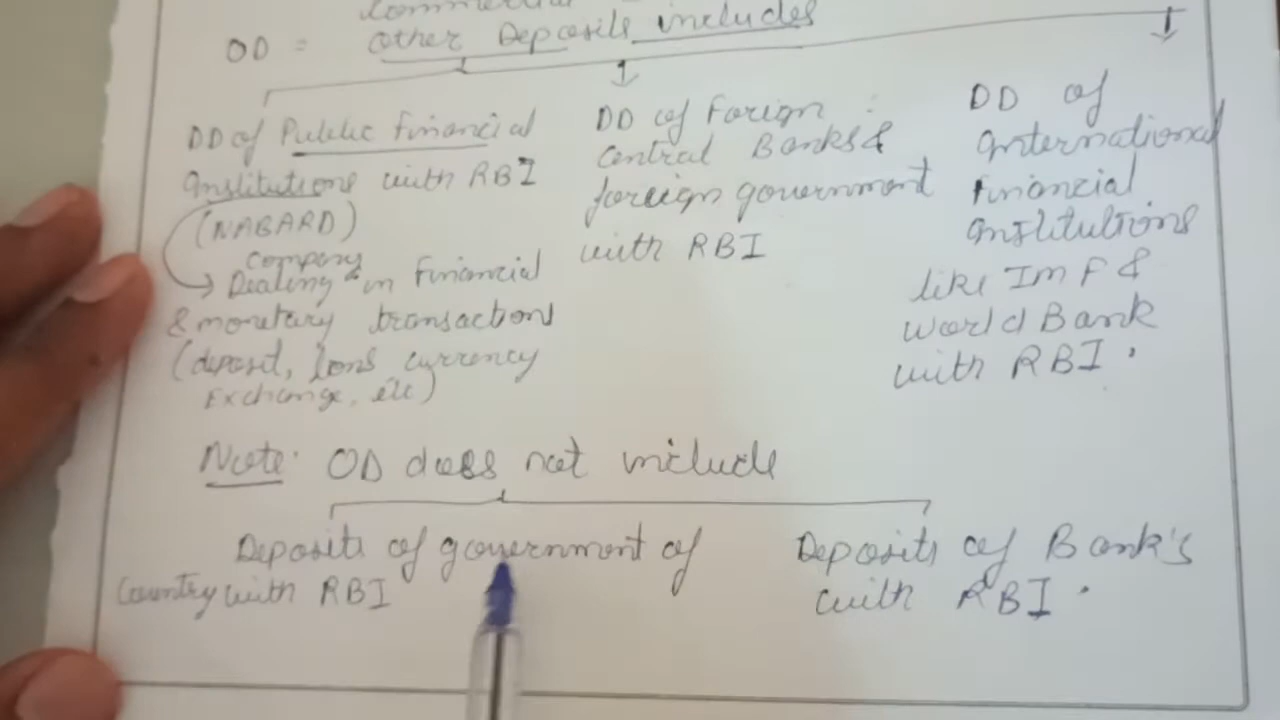 Commercial
OD = Other Deposits includes
DD of Public Financial
Institutions with RBI
(NABARD)
Company
→ Dealing in Financial
& monetary transaction
(deposit, lons currency
Exchange, etc)
DD of Foreign
Central Banks &
foreign government
with RBI
DD of
International
Financial
Institutions
like IMF &
World Bank
with RBI.
Note: OD does not include
Deposits of government of
Country with RBI
Deposits of Bank's
with RBI.